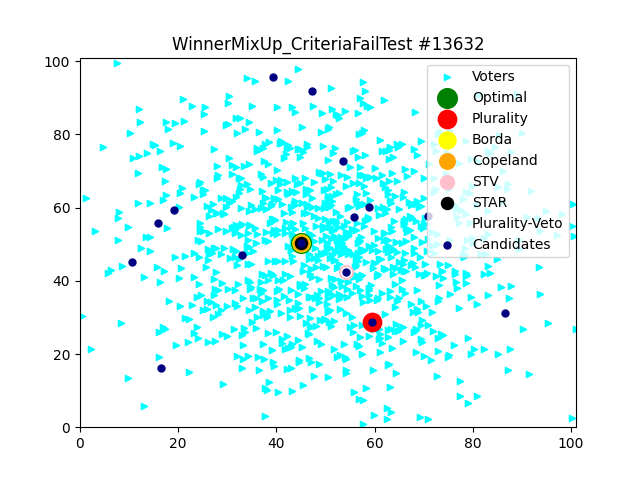 WinnerMixUp_CriteriaFailTest #13632
100
80
60
40
20
0
0
20
40
60
80
100
Voters
Optimal
Plurality
Borda
Copeland
STV
STAR
Plurality-Veto
Candidates